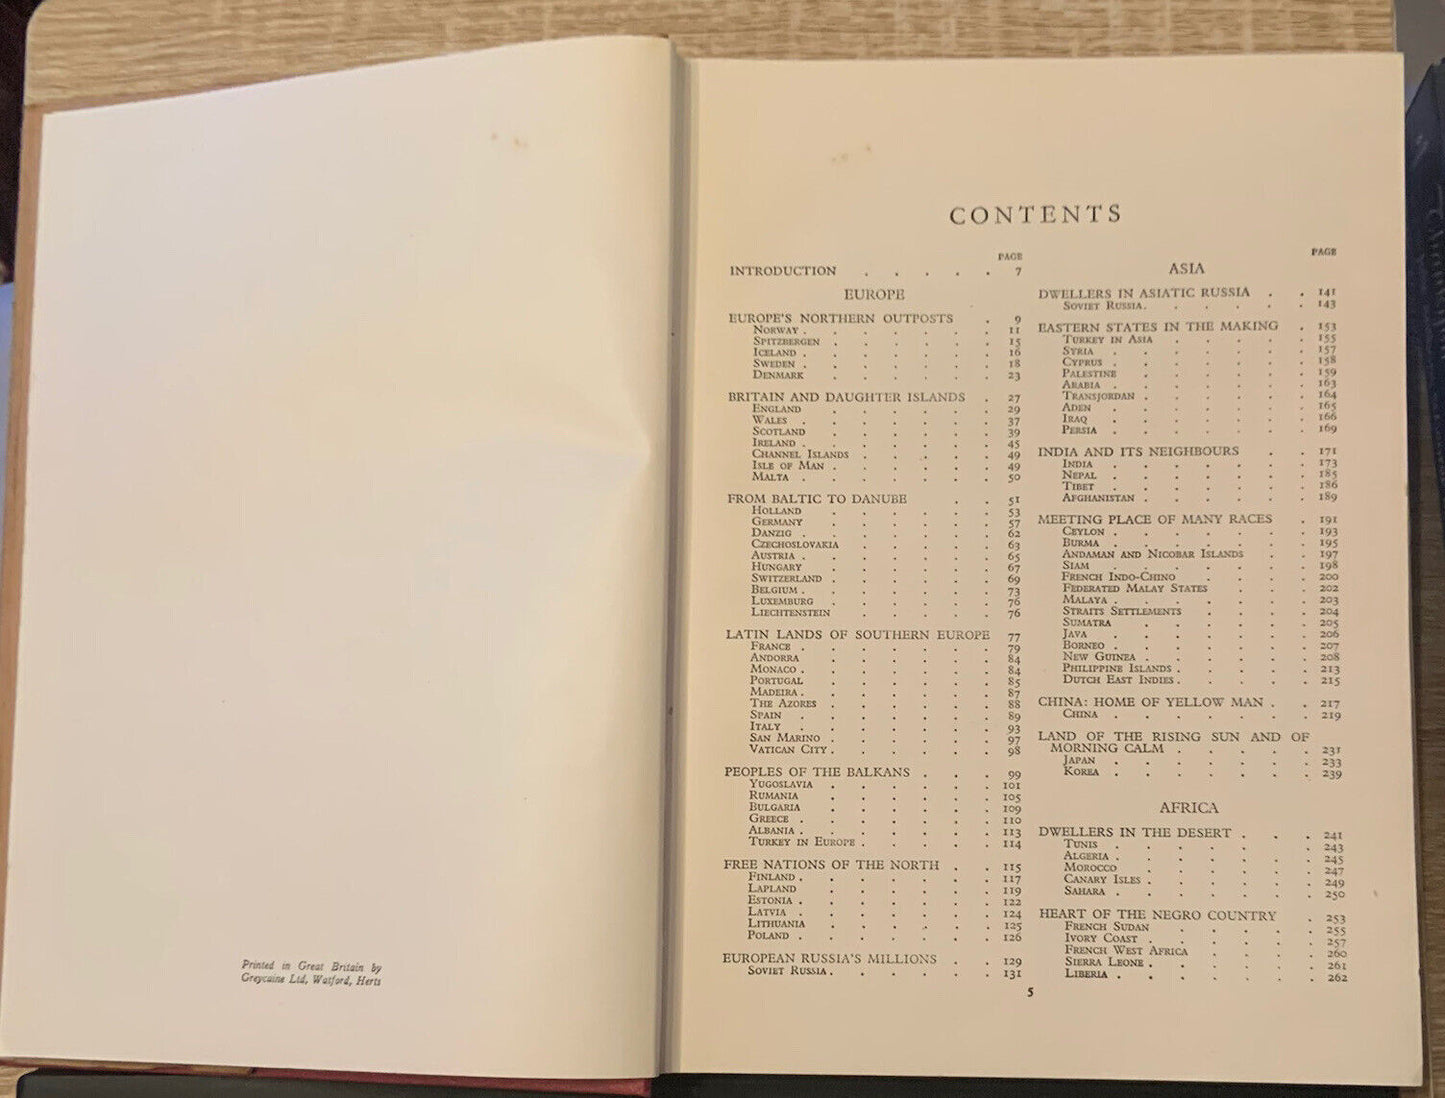 Printed in Great Britain by
Greycaine Ltd, Watford, Herts
CONTENTS
PAGE
INTRODUCTION . . . . . 7
EUROPE
EUROPE'S NORTHERN OUTPOSTS . 9
NORWAY . . . . . . . 11
SPITZBERGEN . . . . . . 15
ICELAND . . . . . . . 16
SWEDEN . . . . . . . 18
DENMARK . . . . . . 23
BRITAIN AND DAUGHTER ISLANDS . 27
ENGLAND . . . . . . 29
WALES . . . . . . . 37
SCOTLAND . . . . . . 39
IRELAND . . . . . . . 45
CHANNEL ISLANDS . . . . . 49
ISLE OF MAN . . . . . . 49
MALTA . . . . . . . 50
FROM BALTIC TO DANUBE . . 51
HOLLAND . . . . . . 53
GERMANY . . . . . . 57
DANZIG . . . . . . . 62
CZECHOSLOVAKIA . . . . . 63
AUSTRIA . . . . . . . 65
HUNGARY . . . . . . 67
SWITZERLAND . . . . . . 69
BELGIUM . . . . . . . 73
LUXEMBURG . . . . . . 76
LIECHTENSTEIN . . . . . . 76
LATIN LANDS OF SOUTHERN EUROPE 77
FRANCE . . . . . . . 79
ANDORRA . . . . . . 84
MONACO . . . . . . . 84
PORTUGAL . . . . . . 85
MADEIRA . . . . . . . 87
THE AZORES . . . . . . 88
SPAIN . . . . . . . 89
ITALY . . . . . . . 93
SAN MARINO . . . . . . 97
VATICAN CITY . . . . . . 98
PEOPLES OF THE BALKANS . . . 99
YUGOSLAVIA . . . . . . 101
RUMANIA . . . . . . 105
BULGARIA . . . . . . 109
GREECE . . . . . . . 110
ALBANIA . . . . . . . 113
TURKEY IN EUROPE . . . . . 114
FREE NATIONS OF THE NORTH . . 115
FINLAND . . . . . . . 117
LAPLAND . . . . . . 119
ESTONIA . . . . . . . 122
LATVIA . . . . . . . 124
LITHUANIA . . . . . . 125
POLAND . . . . . . . 126
EUROPEAN RUSSIA'S MILLIONS . . 129
SOVIET RUSSIA . . . . . . 131
PAGE
ASIA
DWELLERS IN ASIATIC RUSSIA . . 141
SOVIET RUSSIA . . . . . . 143
EASTERN STATES IN THE MAKING . 153
TURKEY IN ASIA . . . . . 155
SYRIA . . . . . . . 157
CYPRUS . . . . . . . 158
PALESTINE . . . . . . 159
ARABIA . . . . . . . 163
TRANSJORDAN . . . . . . 164
ADEN . . . . . . . 165
IRAQ . . . . . . . 166
PERSIA . . . . . . . 169
INDIA AND ITS NEIGHBOURS . . 171
INDIA . . . . . . . 173
NEPAL . . . . . . . 185
TIBET . . . . . . . 186
AFGHANISTAN . . . . . . 189
MEETING PLACE OF MANY RACES . 191
CEYLON . . . . . . . 193
BURMA . . . . . . . 195
ANDAMAN AND NICOBAR ISLANDS . . 197
SIAM . . . . . . . 198
FRENCH INDO-CHINO . . . . 200
FEDERATED MALAY STATES . . . 202
MALAYA . . . . . . . 203
STRAITS SETTLEMENTS . . . . 204
SUMATRA . . . . . . 205
JAVA . . . . . . . 206
BORNEO . . . . . . . 207
NEW GUINEA . . . . . . 208
PHILIPPINE ISLANDS . . . . . 213
DUTCH EAST INDIES . . . . . 215
CHINA: HOME OF YELLOW MAN . . 217
CHINA . . . . . . . 219
LAND OF THE RISING SUN AND OF
MORNING CALM . . . . . 231
JAPAN . . . . . . . 233
KOREA . . . . . . . 239
AFRICA
DWELLERS IN THE DESERT . . . 241
TUNIS . . . . . . . 243
ALGERIA . . . . . . . 245
MOROCCO . . . . . . 247
CANARY ISLES . . . . . . 249
SAHARA . . . . . . . 250
HEART OF THE NEGRO COUNTRY . 253
FRENCH SUDAN . . . . . 255
IVORY COAST . . . . . . 257
FRENCH WEST AFRICA . . . . 260
SIERRA LEONE . . . . . . 261
LIBERIA . . . . . . . 262
5